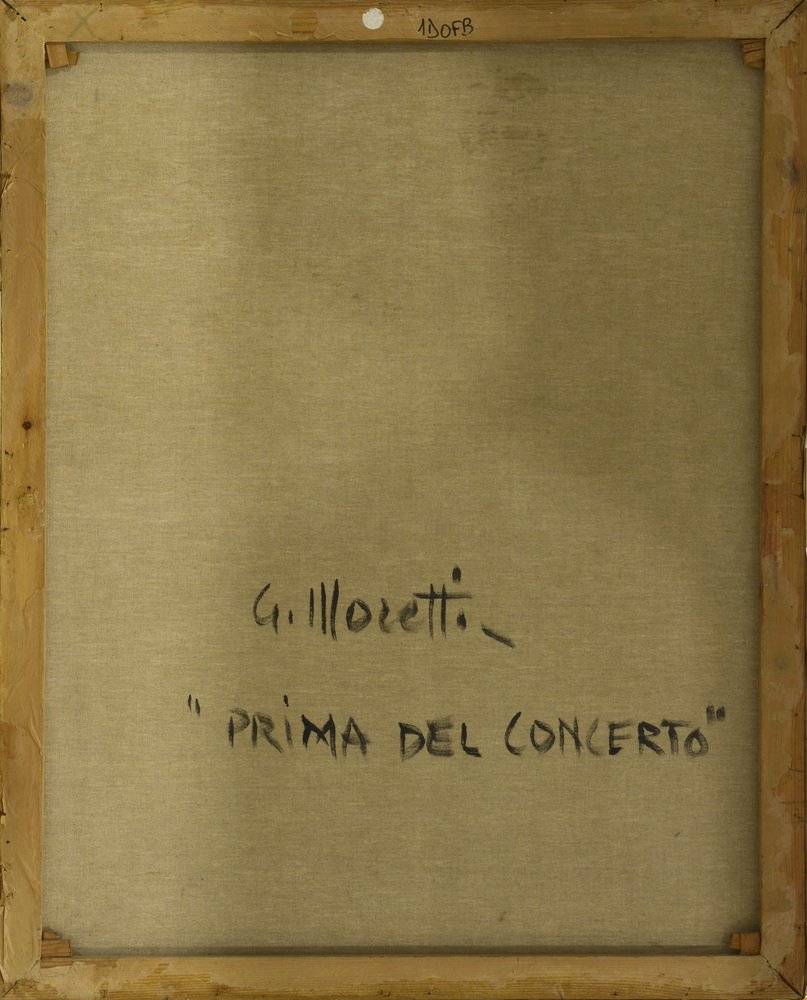 1DOFB
G. Moretti
"PRIMA DEL CONCERTO"